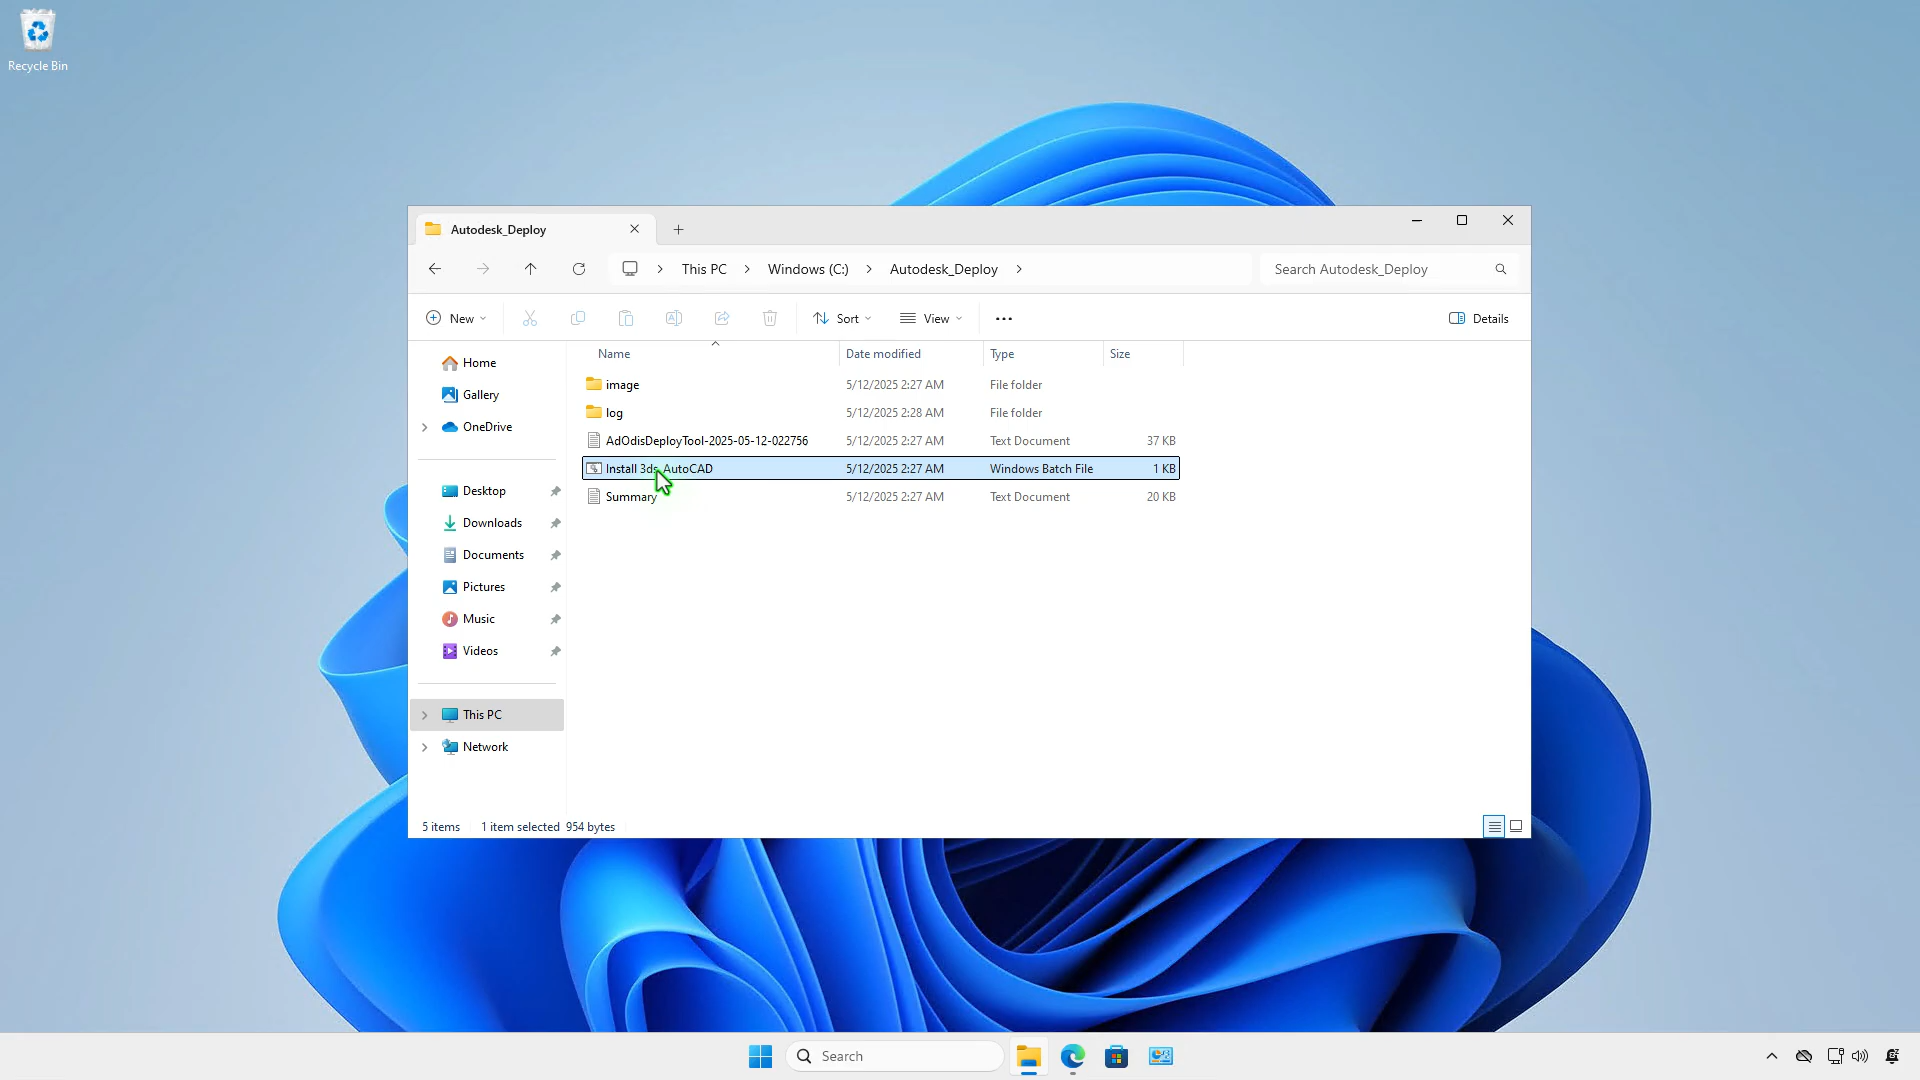 Recycle Bin
Autodesk_Deploy
This PC
Windows (C:)
Autodesk_Deploy
Search Autodesk_Deploy
New
Sort
View
Details
Name
Date modified
Type
Size
Home
Gallery
OneDrive
Desktop
Downloads
Documents
Pictures
Music
Videos
This PC
Network
image 5/12/2025 2:27 AM File folder
log 5/12/2025 2:28 AM File folder
AdOdisDeployTool-2025-05-12-022756 5/12/2025 2:27 AM Text Document 37 KB
Install 3ds_AutoCAD 5/12/2025 2:27 AM Windows Batch File 1 KB
Summary 5/12/2025 2:27 AM Text Document 20 KB
5 items 1 item selected 954 bytes
Search